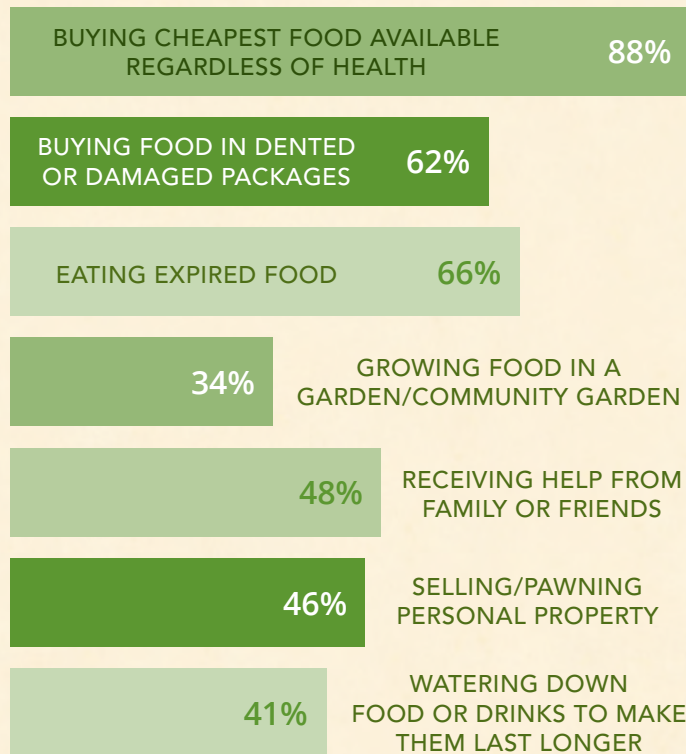 BUYING CHEAPEST FOOD AVAILABLE
REGARDLESS OF HEALTH
88%
BUYING FOOD IN DENTED
OR DAMAGED PACKAGES
62%
EATING EXPIRED FOOD
66%
34%
GROWING FOOD IN A
GARDEN/COMMUNITY GARDEN
48%
RECEIVING HELP FROM
FAMILY OR FRIENDS
46%
SELLING/PAWNING
PERSONAL PROPERTY
41%
WATERING DOWN
FOOD OR DRINKS TO MAKE
THEM LAST LONGER